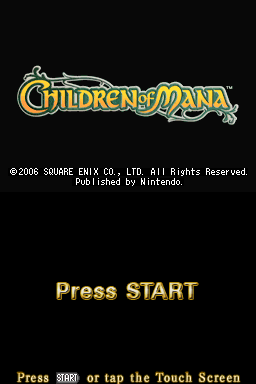 CHILDREN OF MANA™
©2006 SQUARE ENIX CO., LTD. All Rights Reserved.
Published by Nintendo.
Press START
Press START or tap the Touch Screen